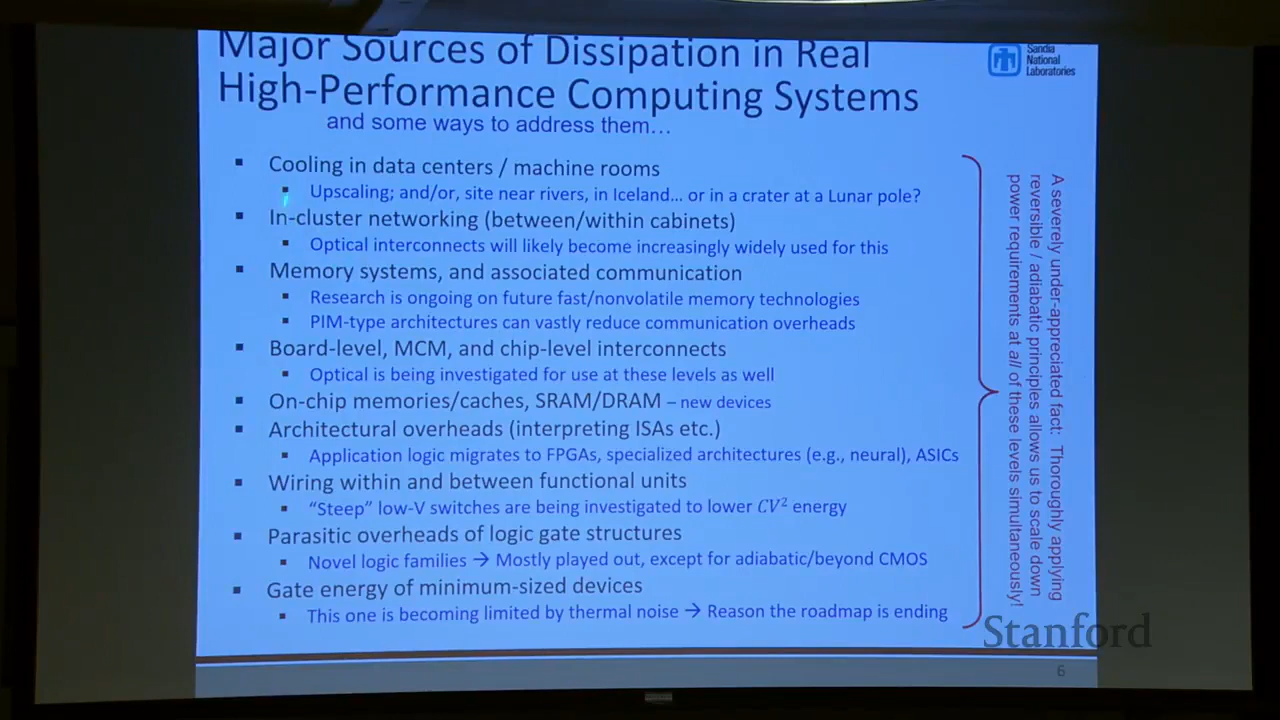 Major Sources of Dissipation in Real
High-Performance Computing Systems
and some ways to address them…
Sandia
National
Laboratories
▪ Cooling in data centers / machine rooms
▪ Upscaling; and/or, site near rivers, in Iceland… or in a crater at a Lunar pole?
▪ In-cluster networking (between/within cabinets)
▪ Optical interconnects will likely become increasingly widely used for this
▪ Memory systems, and associated communication
▪ Research is ongoing on future fast/nonvolatile memory technologies
▪ PIM-type architectures can vastly reduce communication overheads
▪ Board-level, MCM, and chip-level interconnects
▪ Optical is being investigated for use at these levels as well
▪ On-chip memories/caches, SRAM/DRAM – new devices
▪ Architectural overheads (interpreting ISAs etc.)
▪ Application logic migrates to FPGAs, specialized architectures (e.g., neural), ASICs
▪ Wiring within and between functional units
▪ “Steep” low-V switches are being investigated to lower CV² energy
▪ Parasitic overheads of logic gate structures
▪ Novel logic families → Mostly played out, except for adiabatic/beyond CMOS
▪ Gate energy of minimum-sized devices
▪ This one is becoming limited by thermal noise → Reason the roadmap is ending
A severely under-appreciated fact: Thoroughly applying
reversible / adiabatic principles allows us to scale down
power requirements at all of these levels simultaneously!
Stanford
6